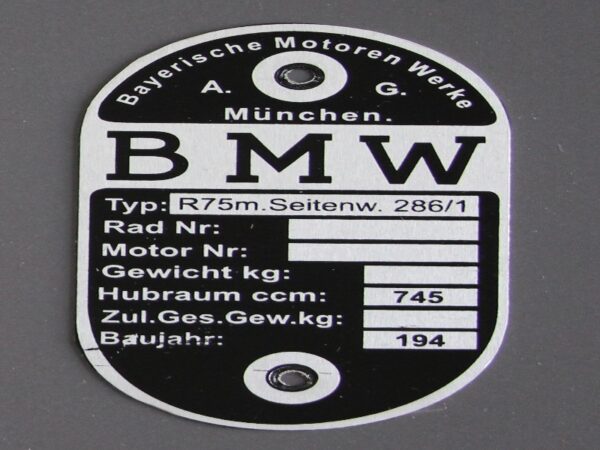 Bayerische Motoren Werke
A. G.
München.
BMW
Typ: R75m.Seitenw. 286/1
Rad Nr:
Motor Nr:
Gewicht kg:
Hubraum ccm: 745
Zul.Ges.Gew.kg:
Baujahr: 194